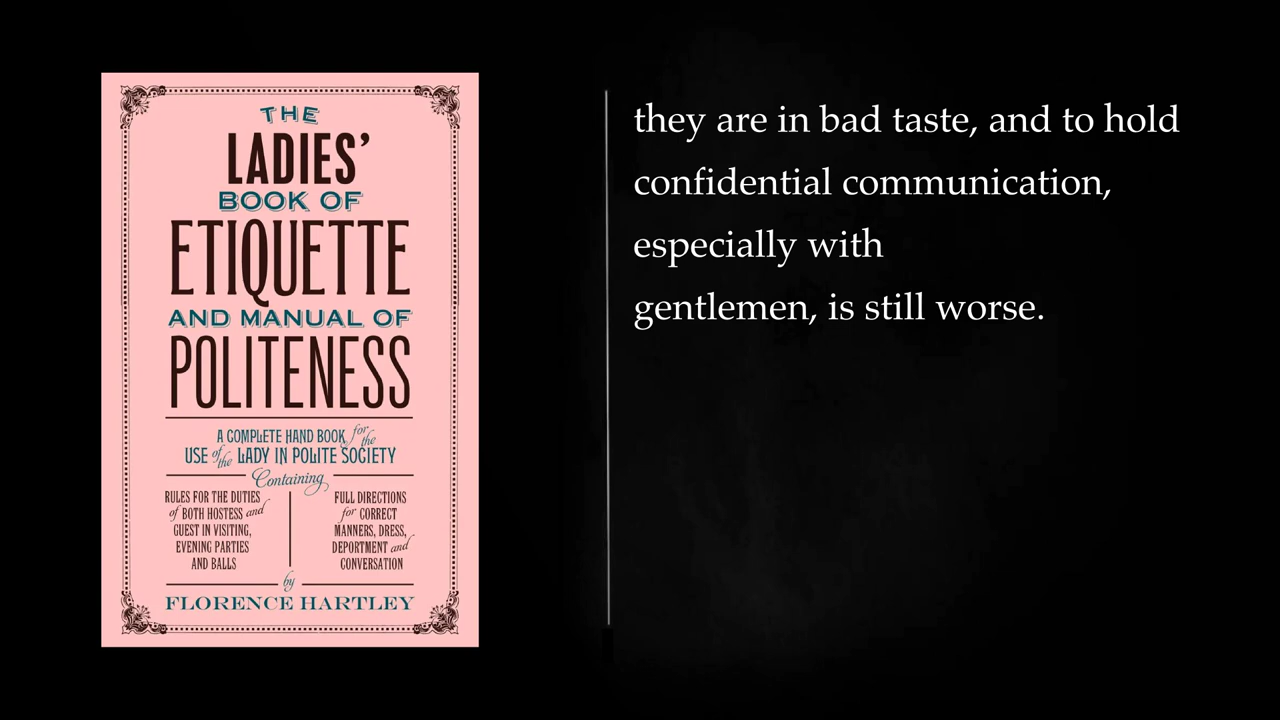 THE
LADIES'
BOOK OF
ETIQUETTE
AND MANUAL OF
POLITENESS
A COMPLETE HAND BOOK for the
USE of the LADY IN POLITE SOCIETY
Containing
RULES FOR THE DUTIES
of BOTH HOSTESS and
GUEST IN VISITING,
EVENING PARTIES
AND BALLS
FULL DIRECTIONS
for CORRECT
MANNERS, DRESS,
DEPORTMENT and
CONVERSATION
by
FLORENCE HARTLEY
they are in bad taste, and to hold
confidential communication,
especially with
gentlemen, is still worse.